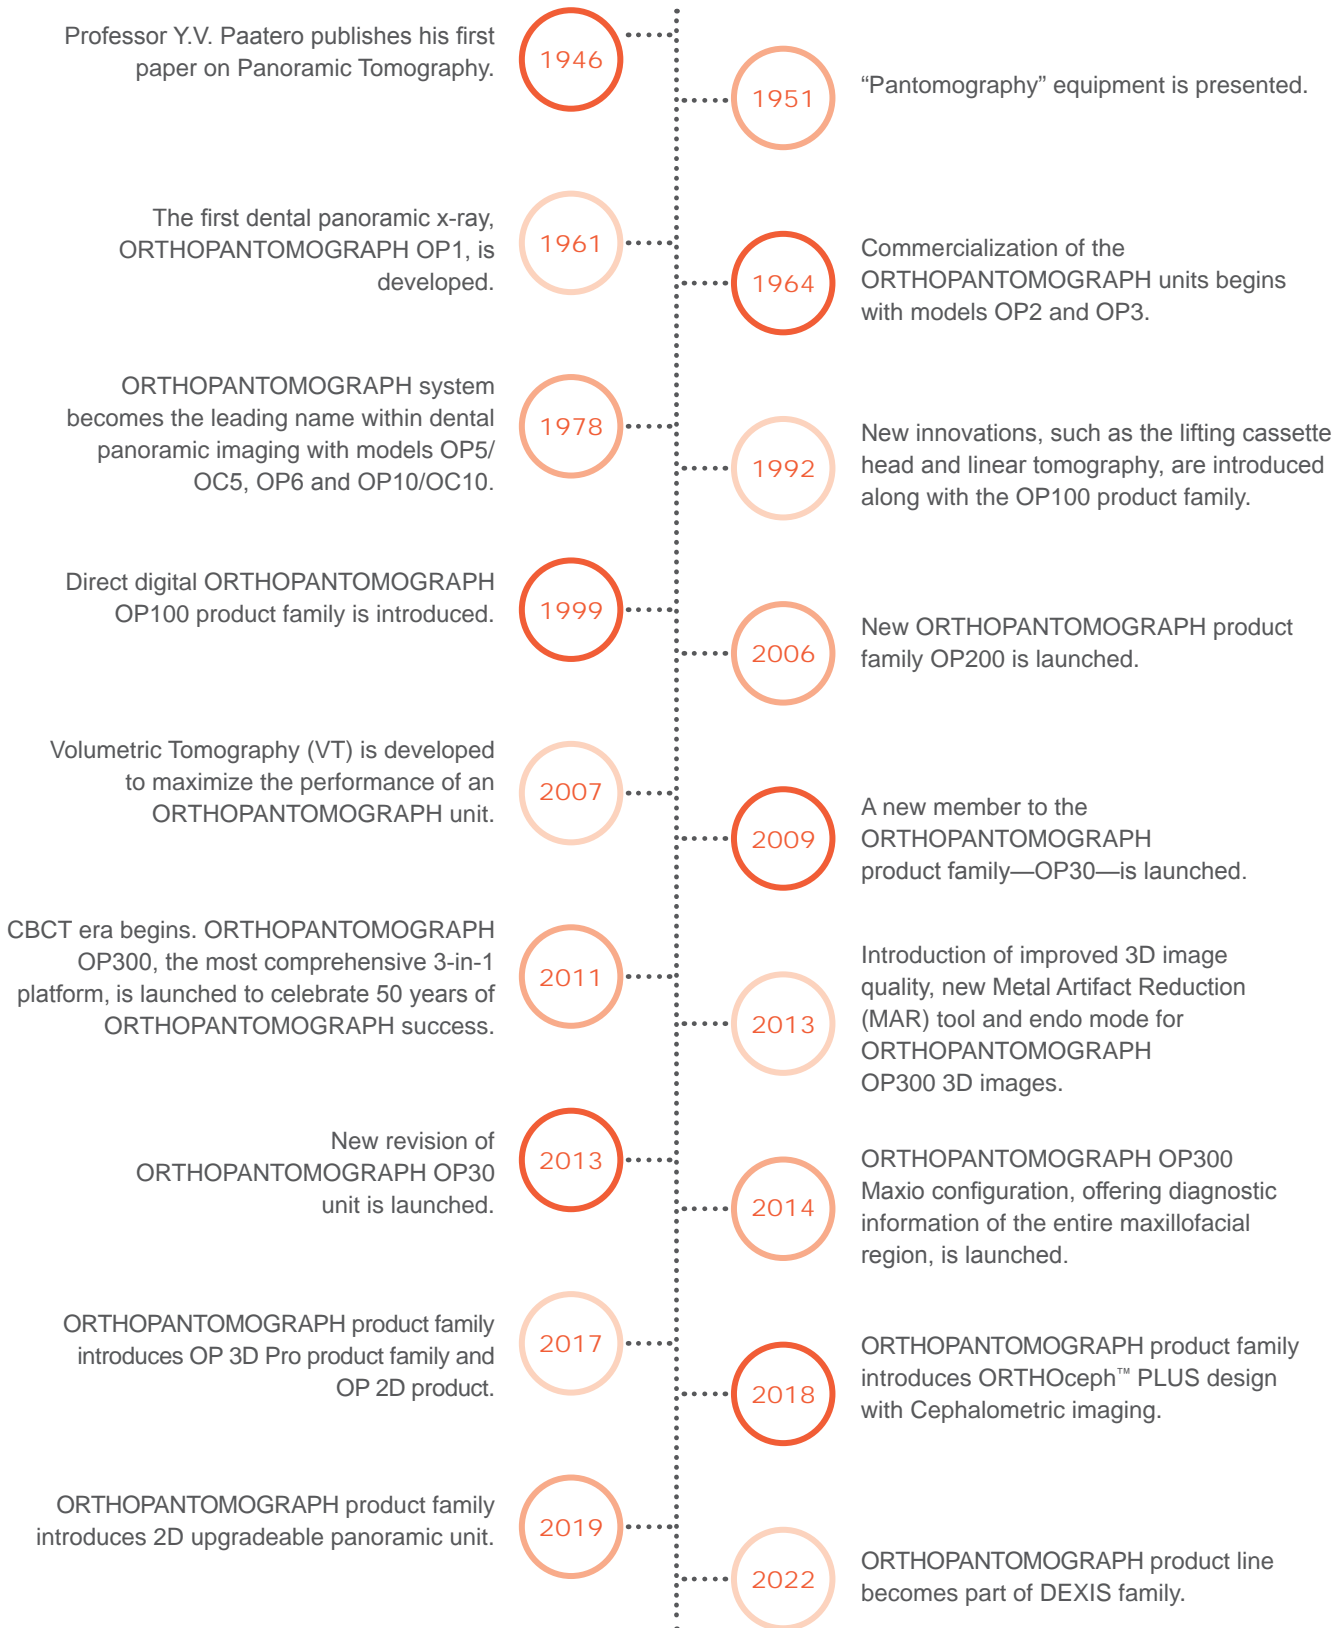 Professor Y.V. Paatero publishes his first
paper on Panoramic Tomography.
1946
1951
“Pantomography” equipment is presented.
The first dental panoramic x-ray,
ORTHOPANTOMOGRAPH OP1, is
developed.
1961
1964
Commercialization of the
ORTHOPANTOMOGRAPH units begins
with models OP2 and OP3.
ORTHOPANTOMOGRAPH system
becomes the leading name within dental
panoramic imaging with models OP5/
OC5, OP6 and OP10/OC10.
1978
1992
New innovations, such as the lifting cassette
head and linear tomography, are introduced
along with the OP100 product family.
Direct digital ORTHOPANTOMOGRAPH
OP100 product family is introduced.
1999
2006
New ORTHOPANTOMOGRAPH product
family OP200 is launched.
Volumetric Tomography (VT) is developed
to maximize the performance of an
ORTHOPANTOMOGRAPH unit.
2007
2009
A new member to the
ORTHOPANTOMOGRAPH
product family—OP30—is launched.
CBCT era begins. ORTHOPANTOMOGRAPH
OP300, the most comprehensive 3-in-1
platform, is launched to celebrate 50 years of
ORTHOPANTOMOGRAPH success.
2011
2013
Introduction of improved 3D image
quality, new Metal Artifact Reduction
(MAR) tool and endo mode for
ORTHOPANTOMOGRAPH
OP300 3D images.
New revision of
ORTHOPANTOMOGRAPH OP30
unit is launched.
2013
2014
ORTHOPANTOMOGRAPH OP300
Maxio configuration, offering diagnostic
information of the entire maxillofacial
region, is launched.
ORTHOPANTOMOGRAPH product family
introduces OP 3D Pro product family and
OP 2D product.
2017
2018
ORTHOPANTOMOGRAPH product family
introduces ORTHOceph™ PLUS design
with Cephalometric imaging.
ORTHOPANTOMOGRAPH product family
introduces 2D upgradeable panoramic unit.
2019
2022
ORTHOPANTOMOGRAPH product line
becomes part of DEXIS family.